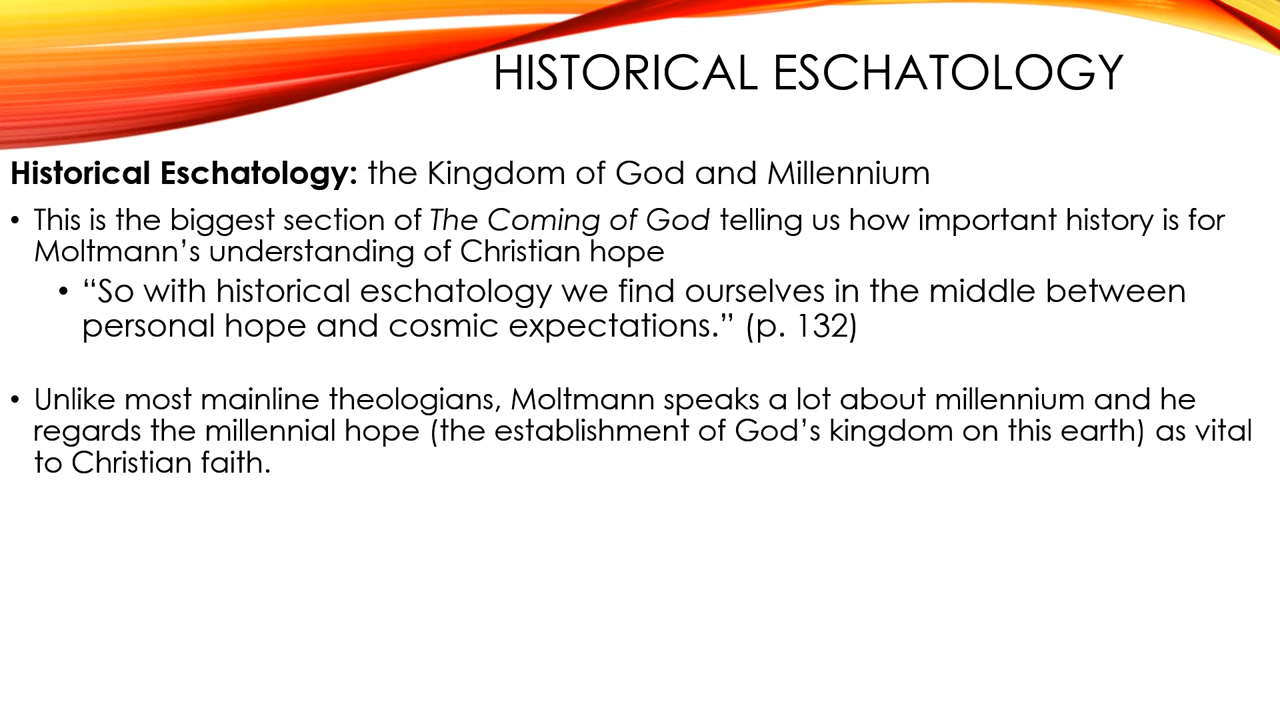 HISTORICAL ESCHATOLOGY
Historical Eschatology: the Kingdom of God and Millennium
• This is the biggest section of The Coming of God telling us how important history is for
Moltmann’s understanding of Christian hope
• “So with historical eschatology we find ourselves in the middle between
personal hope and cosmic expectations.” (p. 132)
• Unlike most mainline theologians, Moltmann speaks a lot about millennium and he
regards the millennial hope (the establishment of God’s kingdom on this earth) as vital
to Christian faith.